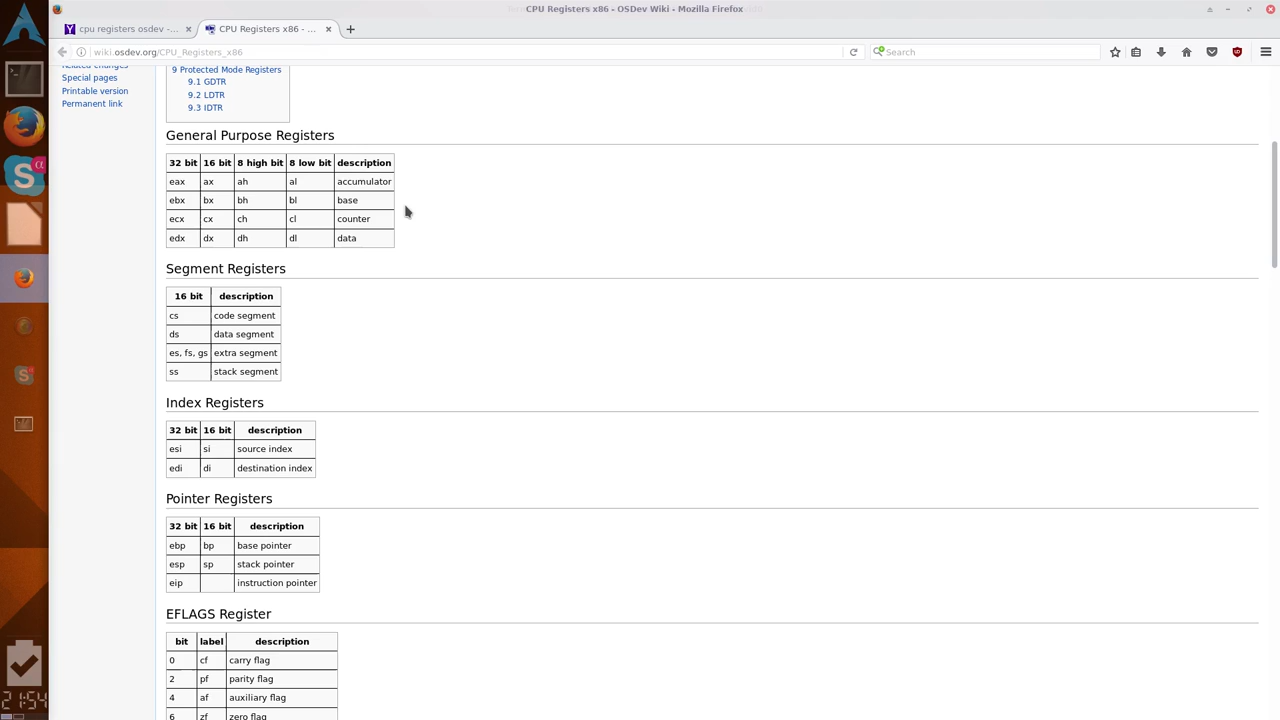 CPU Registers x86 - OSDev Wiki - Mozilla Firefox
cpu registers osdev -...
CPU Registers x86 - ...
wiki.osdev.org/CPU_Registers_x86
Search
Related changes
Special pages
Printable version
Permanent link
9 Protected Mode Registers
9.1 GDTR
9.2 LDTR
9.3 IDTR
General Purpose Registers
32 bit 16 bit 8 high bit 8 low bit description
eax ax ah al accumulator
ebx bx bh bl base
ecx cx ch cl counter
edx dx dh dl data
Segment Registers
16 bit description
cs code segment
ds data segment
es, fs, gs extra segment
ss stack segment
Index Registers
32 bit 16 bit description
esi si source index
edi di destination index
Pointer Registers
32 bit 16 bit description
ebp bp base pointer
esp sp stack pointer
eip instruction pointer
EFLAGS Register
bit label description
0 cf carry flag
2 pf parity flag
4 af auxiliary flag
6 zf zero flag
21:54